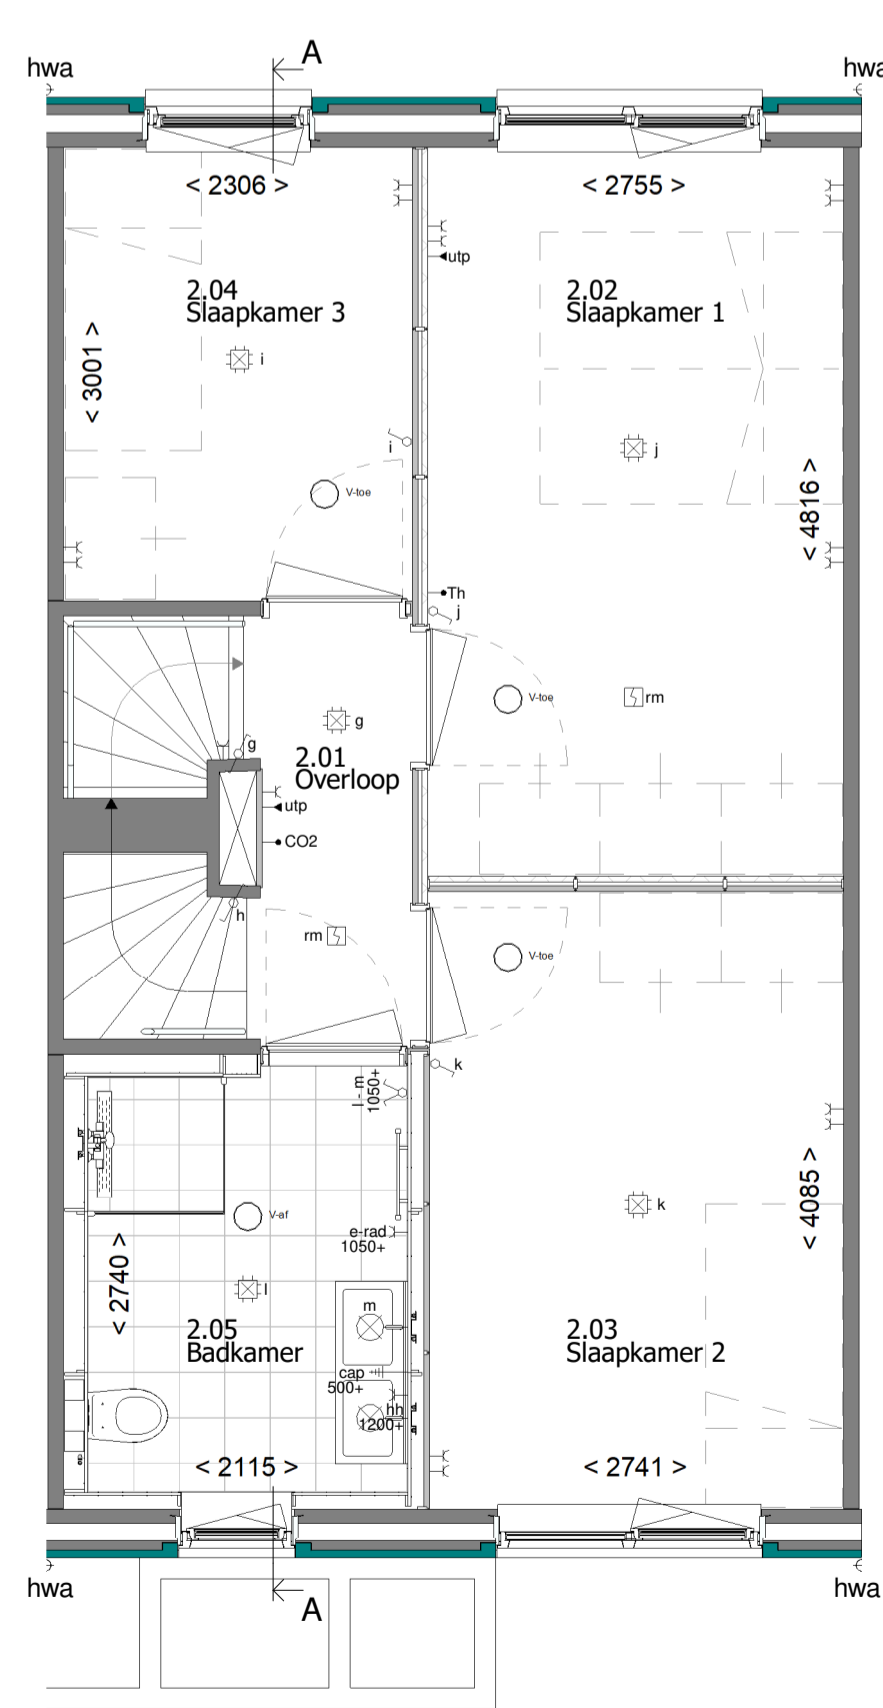 A
hwa
hwa
< 2306 >
< 2755 >
utp
2.04
Slaapkamer 3
2.02
Slaapkamer 1
< 3001 >
i
i
j
< 4816 >
V-toe
Th
j
V-toe
rm
g
g
2.01
Overloop
utp
CO2
h
rm
V-toe
k
l - m
1050+
V-af
e-rad
1050+
k
< 4085 >
< 2740 >
l
m
2.05
Badkamer
2.03
Slaapkamer 2
cap
500+
hh
1200+
< 2115 >
< 2741 >
hwa
A
hwa